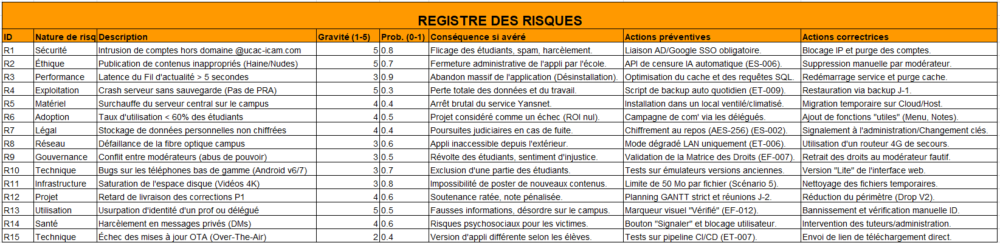 REGISTRE DES RISQUES
ID Nature de risq Description Gravité (1-5) Prob. (0-1) Conséquence si avéré Actions préventives Actions correctrices
R1 Sécurité Intrusion de comptes hors domaine @ucac-icam.com 5 0.8 Flicage des étudiants, spam, harcèlement. Liaison AD/Google SSO obligatoire. Blocage IP et purge des comptes.
R2 Éthique Publication de contenus inappropriés (Haine/Nudes) 5 0.7 Fermeture administrative de l'appli par l'école. API de censure IA automatique (ES-006). Suppression manuelle par modérateur.
R3 Performance Latence du Fil d'actualité > 5 secondes 3 0.9 Abandon massif de l'application (Désinstallation). Optimisation du cache et des requêtes SQL. Redémarrage service et purge cache.
R4 Exploitation Crash serveur sans sauvegarde (Pas de PRA) 5 0.3 Perte totale des données et du travail. Script de backup auto quotidien (ET-009). Restauration via backup J-1.
R5 Matériel Surchauffe du serveur central sur le campus 4 0.4 Arrêt brutal du service Yansnet. Installation dans un local ventilé/climatisé. Migration temporaire sur Cloud/Host.
R6 Adoption Taux d'utilisation < 60% des étudiants 4 0.5 Projet considéré comme un échec (ROI nul). Campagne de com' via les délégués. Ajout de fonctions "utiles" (Menu, Notes).
R7 Légal Stockage de données personnelles non chiffrées 4 0.4 Poursuites judiciaires en cas de fuite. Chiffrement au repos (AES-256) (ES-002). Signalement à l'administration/Changement clés.
R8 Réseau Défaillance de la fibre optique campus 3 0.6 Appli inaccessible depuis l'extérieur. Mode dégradé LAN uniquement (ET-006). Utilisation d'un routeur 4G de secours.
R9 Gouvernance Conflit entre modérateurs (abus de pouvoir) 3 0.5 Révolte des étudiants, sentiment d'injustice. Validation de la Matrice des Droits (EF-007). Retrait des droits au modérateur fautif.
R10 Technique Bugs sur les téléphones bas de gamme (Android v6/7) 3 0.7 Exclusion d'une partie des étudiants. Tests sur émulateurs versions anciennes. Version "Lite" de l'interface web.
R11 Infrastructure Saturation de l'espace disque (Vidéos 4K) 3 0.8 Impossibilité de poster de nouveaux contenus. Limite de 50 Mo par fichier (Scénario 5). Nettoyage des fichiers temporaires.
R12 Projet Retard de livraison des corrections P1 4 0.6 Soutenance ratée, note pénalisée. Planning GANTT strict et réunions J-2. Réduction du périmètre (Drop V2).
R13 Utilisation Usurpation d'identité d'un prof ou délégué 5 0.5 Fausses informations, désordre sur le campus. Marqueur visuel "Vérifié" (EF-012). Bannissement et vérification manuelle ID.
R14 Santé Harcèlement en messages privés (DMs) 4 0.6 Risques psychosociaux pour les victimes. Bouton "Signaler" et blocage utilisateur. Intervention des tuteurs/administration.
R15 Technique Échec des mises à jour OTA (Over-The-Air) 2 0.4 Version d'appli différente selon les élèves. Tests sur pipeline CI/CD (ET-007). Envoi de lien de téléchargement direct.